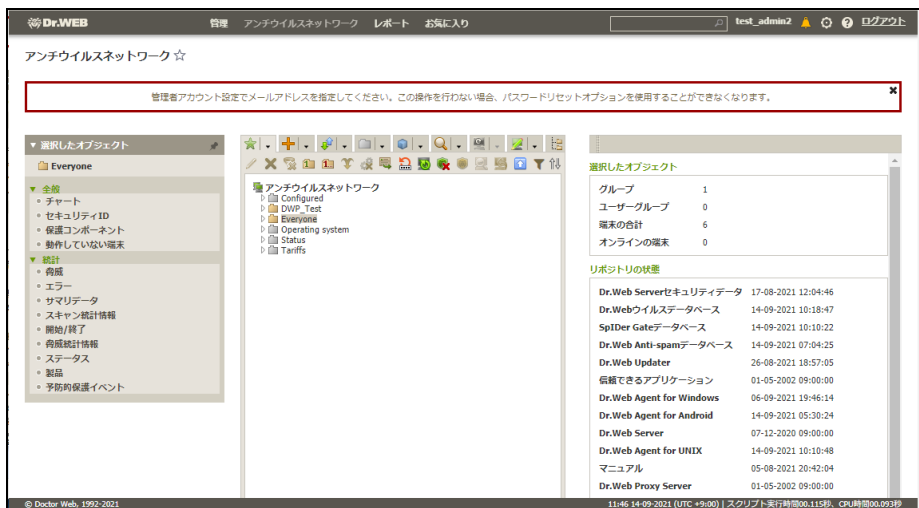 Dr.WEB
管理 アンチウイルスネットワーク レポート お気に入り
test_admin2 ログアウト
アンチウイルスネットワーク ☆
管理者アカウント設定でメールアドレスを指定してください。この操作を行わない場合、パスワードリセットオプションを使用することができなくなります。
選択したオブジェクト
Everyone
全般
チャート
セキュリティID
保護コンポーネント
動作していない端末
統計
脅威
エラー
サマリデータ
スキャン統計情報
開始/終了
脅威統計情報
ステータス
製品
予防的保護イベント
アンチウイルスネットワーク
Configured
DWP_Test
Everyone
Operating system
Status
Tariffs
選択したオブジェクト
グループ 1
ユーザーグループ 0
端末の合計 6
オンラインの端末 0
リポジトリの状態
Dr.Web Serverセキュリティデータ 17-08-2021 12:04:46
Dr.Webウイルスデータベース 14-09-2021 10:18:47
SpIDer Gateデータベース 14-09-2021 10:10:22
Dr.Web Anti-spamデータベース 14-09-2021 07:04:25
Dr.Web Updater 26-08-2021 18:57:05
信頼できるアプリケーション 01-05-2002 09:00:00
Dr.Web Agent for Windows 06-09-2021 19:46:14
Dr.Web Agent for Android 14-09-2021 05:30:24
Dr.Web Server 07-12-2020 09:00:00
Dr.Web Agent for UNIX 14-09-2021 10:10:48
マニュアル 05-08-2021 20:42:04
Dr.Web Proxy Server 01-05-2002 09:00:00
© Doctor Web, 1992-2021
11:46 14-09-2021 (UTC +9:00) | スクリプト実行時間00.115秒、CPU時間00.093秒